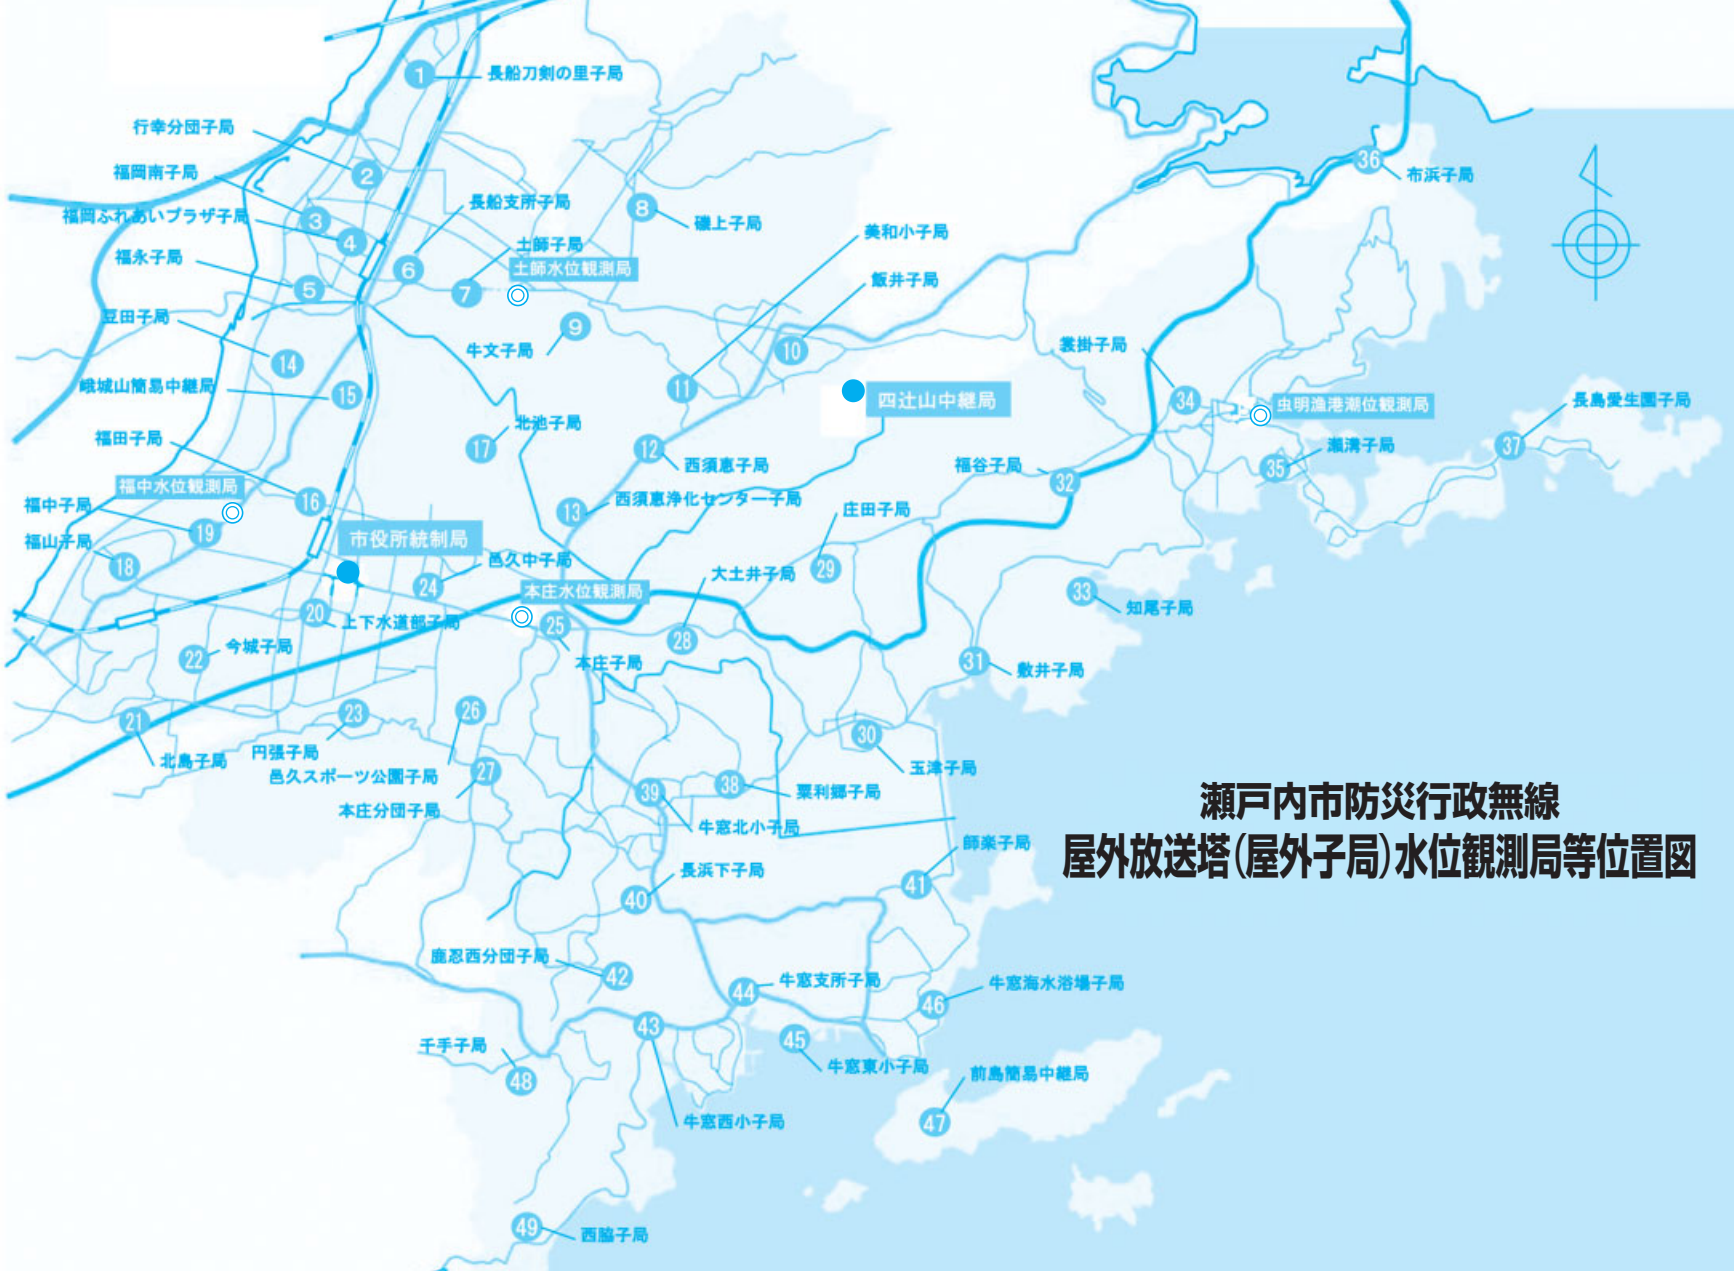 1
長船刀剣の里子局
行幸分団子局
2
36
布浜子局
福岡南子局
3
福岡ふれあいプラザ子局
4
長船支所子局
8
磯上子局
土師子局
土師水位観測局
美和小子局
福永子局
5
6
7
飯井子局
豆田子局
9
牛文子局
10
裳掛子局
14
峨城山簡易中継局
15
11
四辻山中継局
34
虫明漁港潮位観測局
長島愛生園子局
北池子局
福田子局
17
12
西須恵子局
瀬溝子局
37
35
福谷子局
32
福中水位観測局
16
福中子局
19
13
西須恵浄化センター子局
庄田子局
福山子局
18
市役所統制局
24
邑久中子局
大土井子局
29
本庄水位観測局
33
知尾子局
20
上下水道部子局
25
28
本庄子局
22
今城子局
31
敷井子局
21
北島子局
23
円張子局
26
邑久スポーツ公園子局
30
玉津子局
27
本庄分団子局
39
38
粟利郷子局
牛窓北小子局
瀬戸内市防災行政無線
屋外放送塔(屋外子局)水位観測局等位置図
師楽子局
41
長浜下子局
40
鹿忍西分団子局
42
44
牛窓支所子局
牛窓海水浴場子局
46
43
45
牛窓東小子局
千手子局
48
前島簡易中継局
47
牛窓西小子局
49
西脇子局